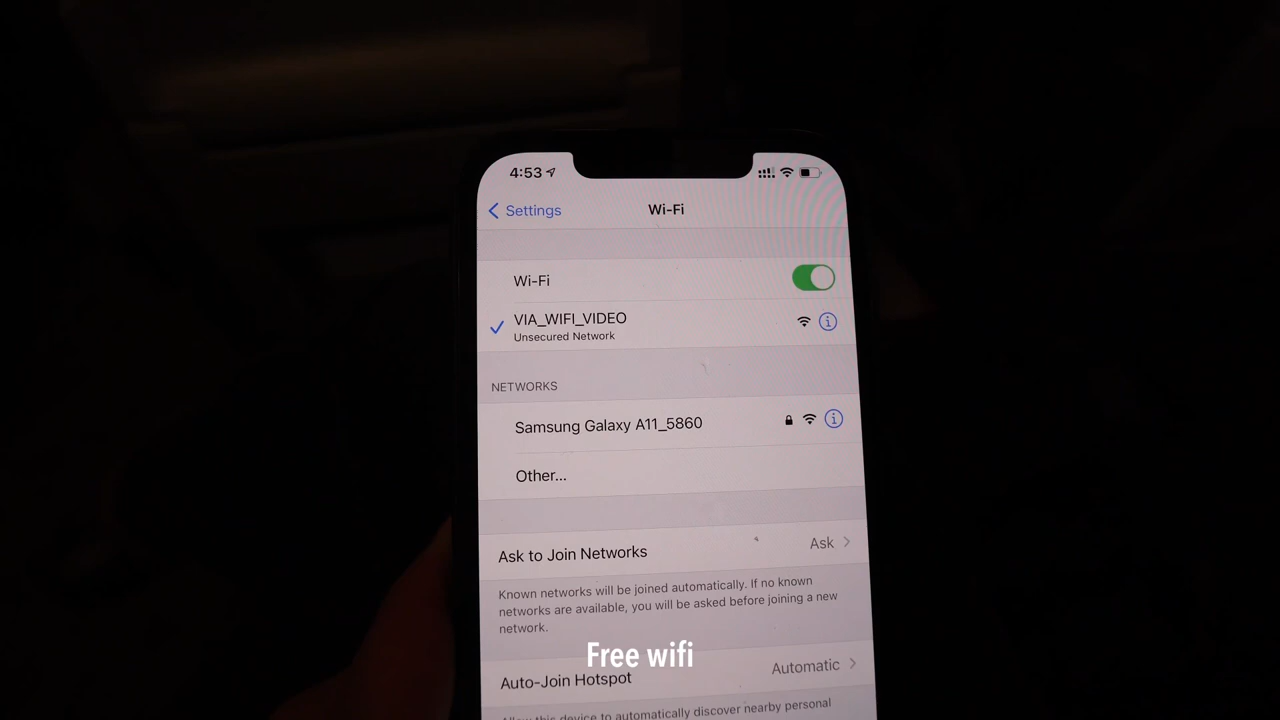 4:53
Settings
Wi-Fi
Wi-Fi
VIA_WIFI_VIDEO
Unsecured Network
NETWORKS
Samsung Galaxy A11_5860
Other...
Ask to Join Networks
Ask
Known networks will be joined automatically. If no known
networks are available, you will be asked before joining a new
network.
Free wifi
Auto-Join Hotspot
Automatic
Allow this device to automatically discover nearby personal